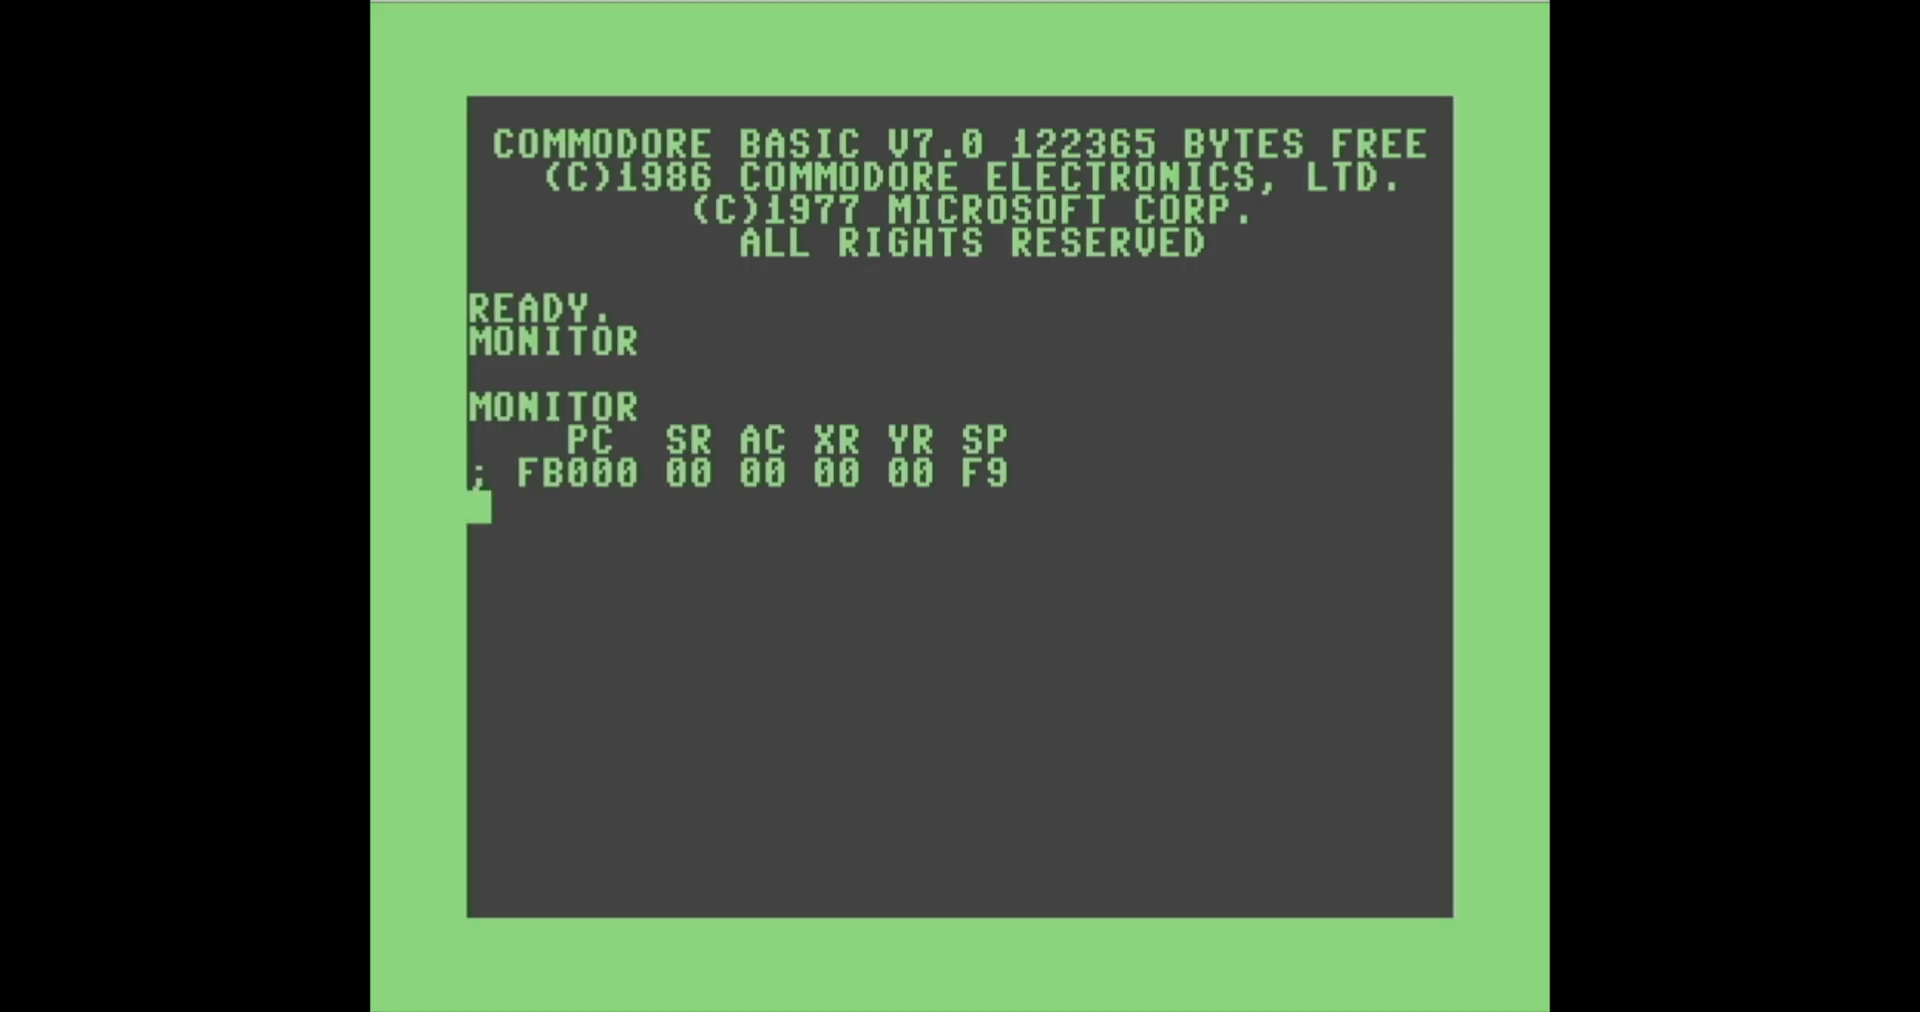 COMMODORE BASIC V7.0 122365 BYTES FREE
(C)1986 COMMODORE ELECTRONICS, LTD.
(C)1977 MICROSOFT CORP.
ALL RIGHTS RESERVED
READY.
MONITOR
MONITOR
PC SR AC XR YR SP
; FB000 00 00 00 00 F9